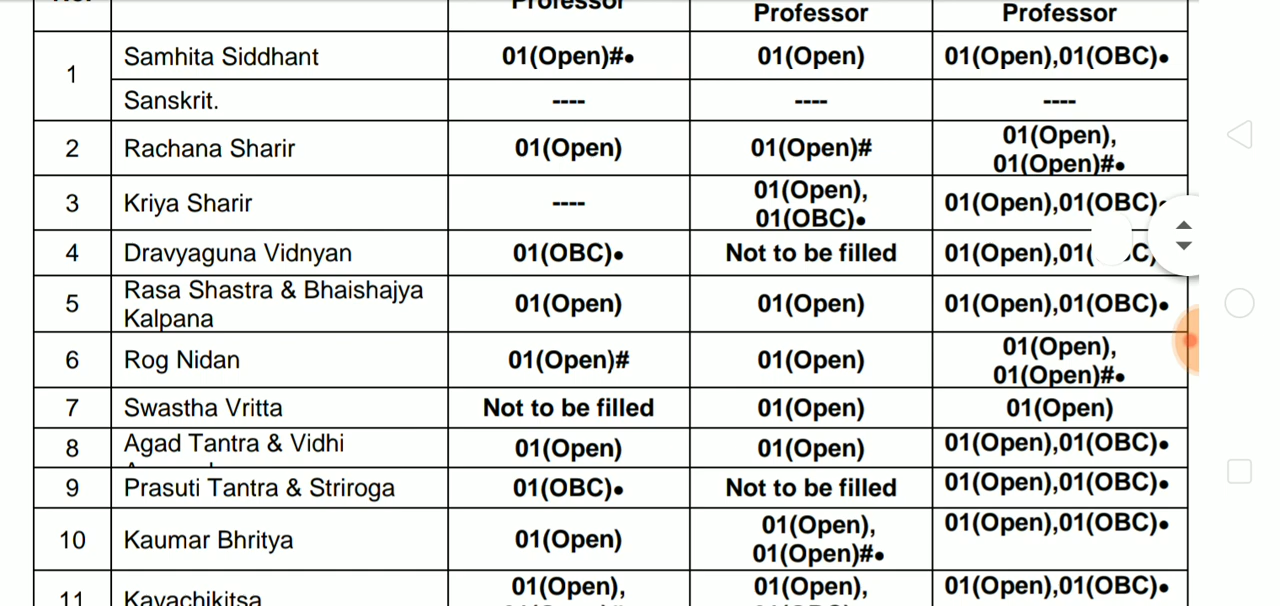 Professor
Professor
Professor
1
Samhita Siddhant
01(Open)#•
01(Open)
01(Open),01(OBC)•
Sanskrit.
----
----
----
2
Rachana Sharir
01(Open)
01(Open)#
01(Open),
01(Open)#•
3
Kriya Sharir
----
01(Open),
01(OBC)•
01(Open),01(OBC)•
4
Dravyaguna Vidnyan
01(OBC)•
Not to be filled
01(Open),01(
C)
5
Rasa Shastra & Bhaishajya
Kalpana
01(Open)
01(Open)
01(Open),01(OBC)•
6
Rog Nidan
01(Open)#
01(Open)
01(Open),
01(Open)#•
7
Swastha Vritta
Not to be filled
01(Open)
01(Open)
8
Agad Tantra & Vidhi
01(Open)
01(Open)
01(Open),01(OBC)•
9
Prasuti Tantra & Striroga
01(OBC)•
Not to be filled
01(Open),01(OBC)•
10
Kaumar Bhritya
01(Open)
01(Open),
01(Open)#•
01(Open),01(OBC)•
11
Kayachikitsa
01(Open),
01(Open),
01(Open),01(OBC)•